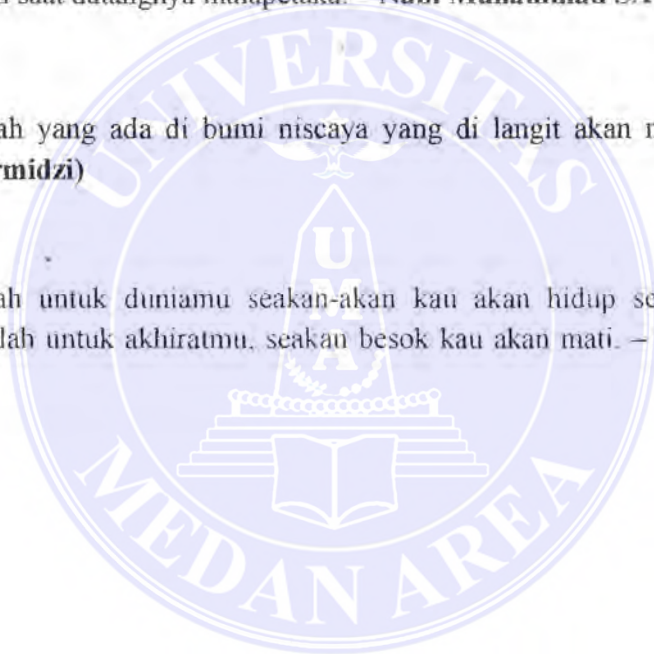 saat datangnya malapetaka. – Nabi Muhammad S
UNIVERSITAS
ah yang ada di bumi niscaya yang di langit akan
rmidzi)
UMA
ah untuk duniamu seakan-akan kau akan hidup se
lah untuk akhiratmu, seakan besok kau akan mati. –
MEDAN AREA